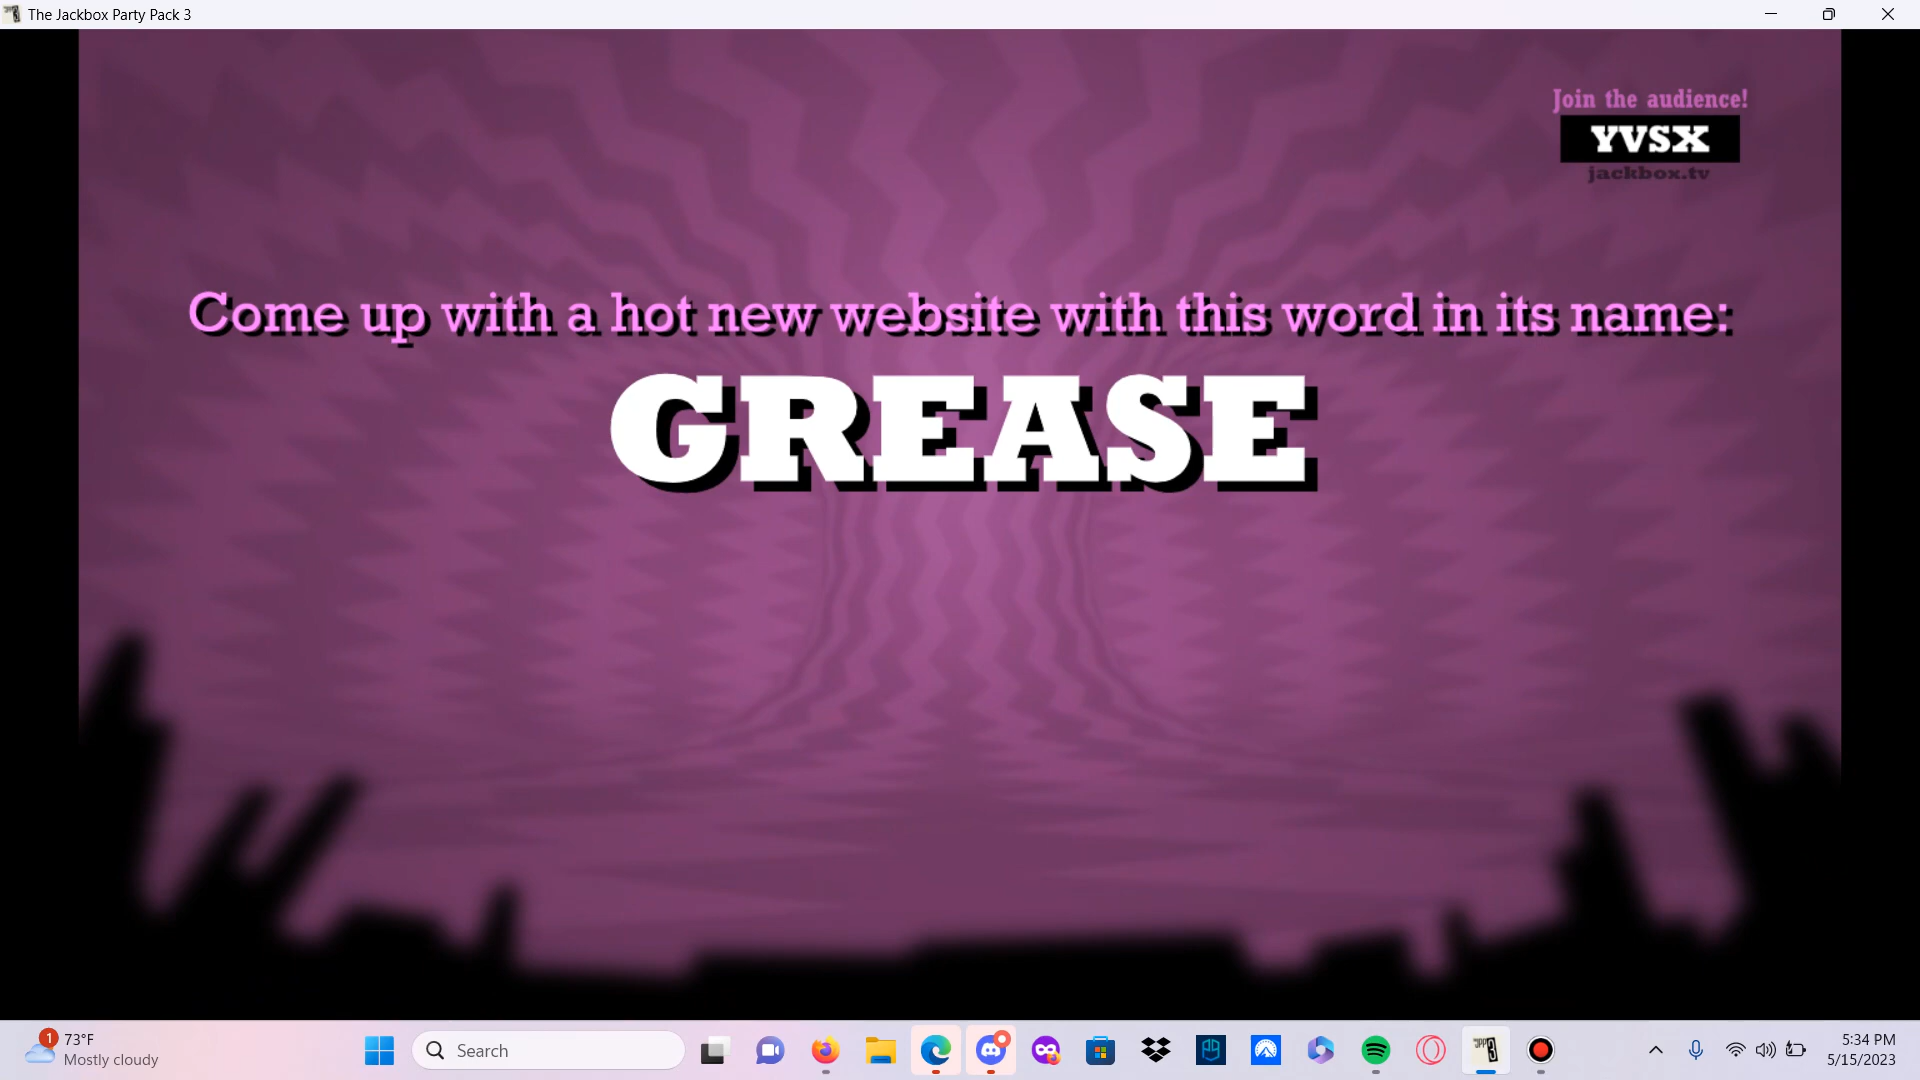 The Jackbox Party Pack 3
Join the audience!
YVSX
jackbox.tv
Come up with a hot new website with this word in its name:
GREASE
1
73°F
Mostly cloudy
Search
5:34 PM
5/15/2023